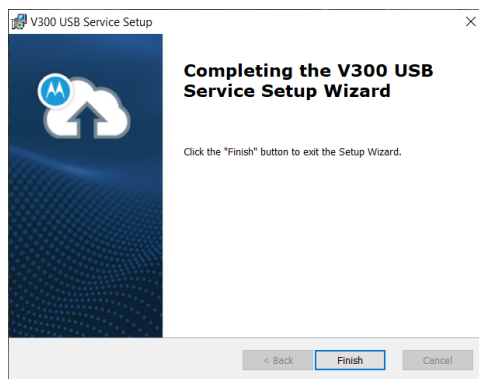 V300 USB Service Setup
Completing the V300 USB
Service Setup Wizard
Click the "Finish" button to exit the Setup Wizard.
< Back
Finish
Cancel